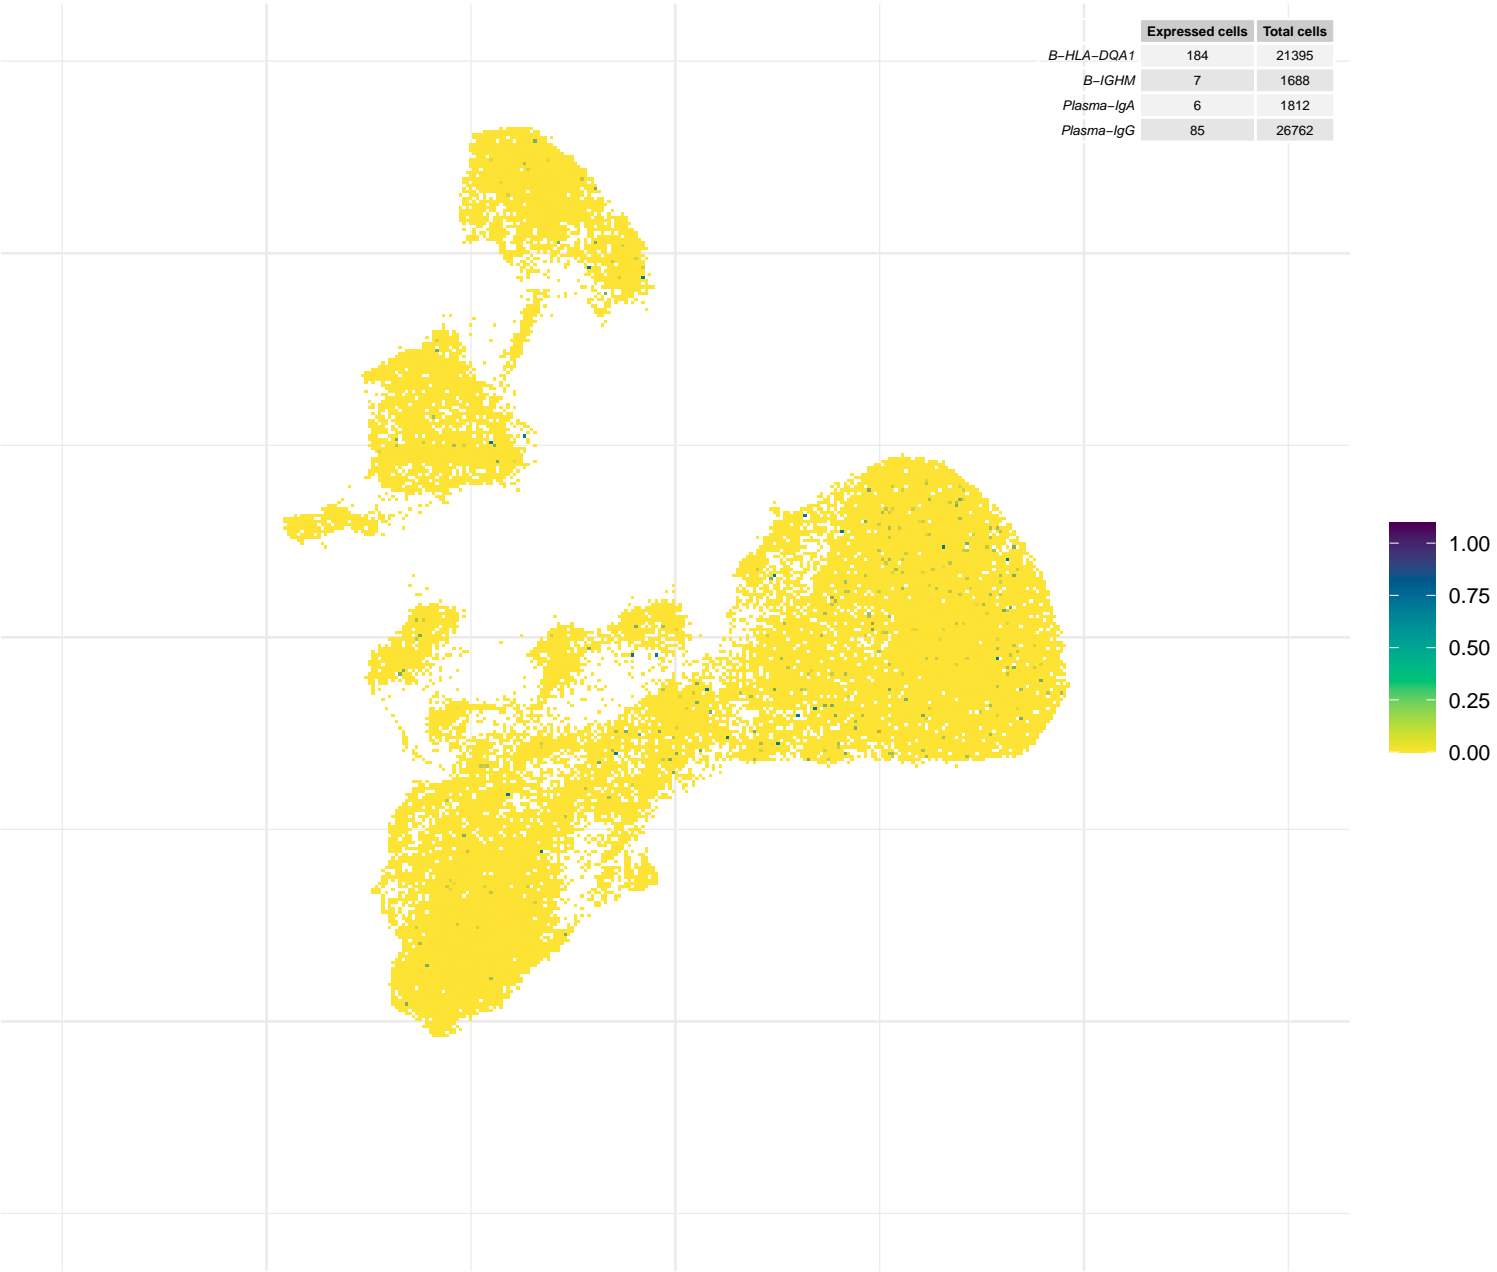 Expressed cells Total cells
B−HLA−DQA1 184 21395
B−IGHM 7 1688
Plasma−IgA 6 1812
Plasma−IgG 85 26762
1.00
0.75
0.50
0.25
0.00